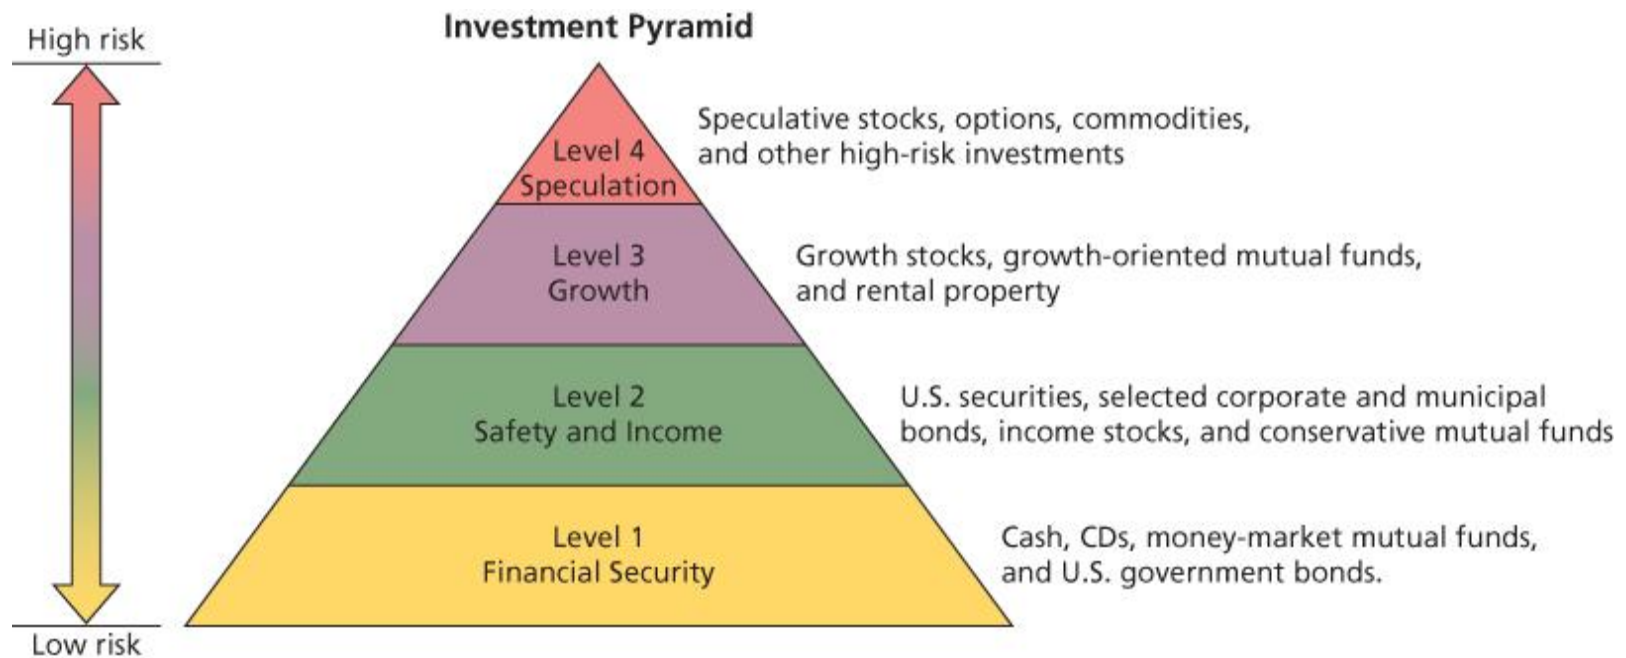 Investment Pyramid
High risk
Level 4
Speculation
Speculative stocks, options, commodities,
and other high-risk investments
Level 3
Growth
Growth stocks, growth-oriented mutual funds,
and rental property
Level 2
Safety and Income
U.S. securities, selected corporate and municipal
bonds, income stocks, and conservative mutual funds
Level 1
Financial Security
Cash, CDs, money-market mutual funds,
and U.S. government bonds.
Low risk